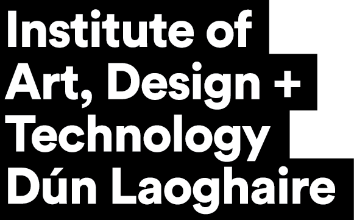 Institute of
Art, Design +
Technology
Dún Laoghaire